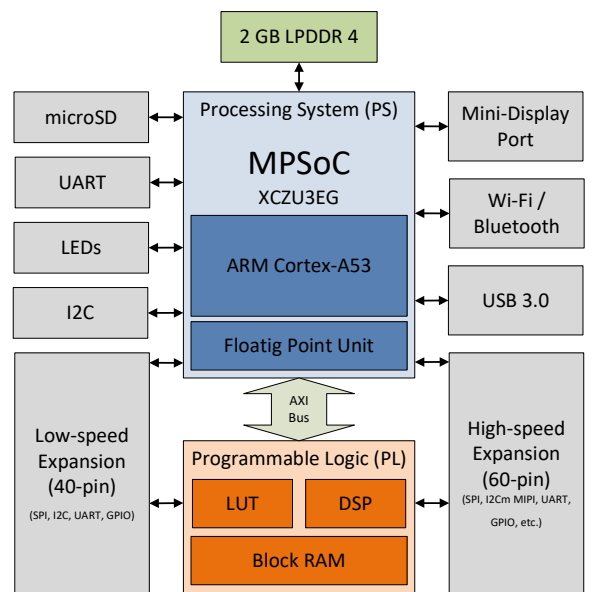 2 GB LPDDR 4
Processing System (PS)
MPSoC
XCZU3EG
ARM Cortex-A53
Floatig Point Unit
microSD
UART
LEDs
I2C
Mini-Display
Port
Wi-Fi /
Bluetooth
USB 3.0
AXI
Bus
Low-speed
Expansion
(40-pin)
(SPI, I2C, UART, GPIO)
Programmable Logic (PL)
LUT
DSP
Block RAM
High-speed
Expansion
(60-pin)
(SPI, I2Cm MIPI, UART,
GPIO, etc.)